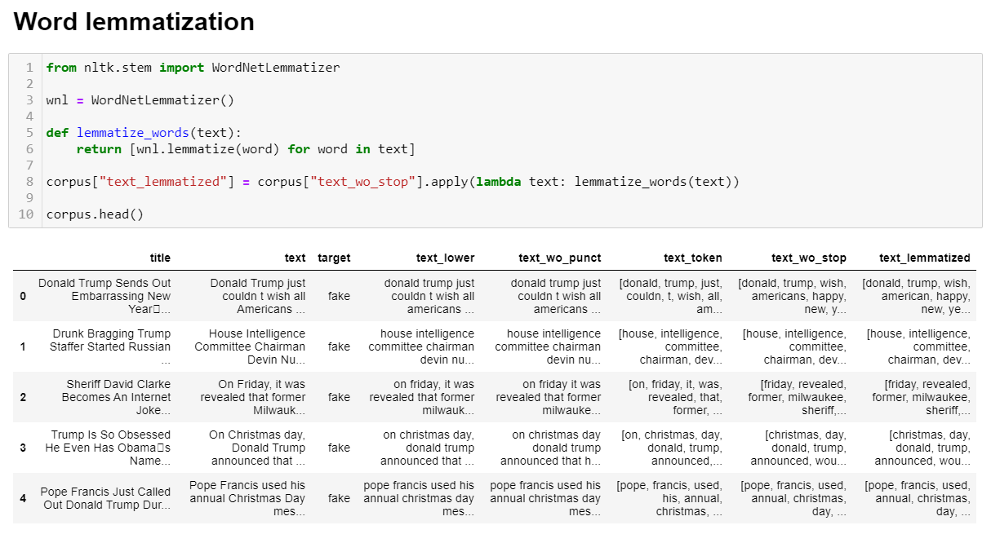 Word lemmatization
1 from nltk.stem import WordNetLemmatizer
2
3 wnl = WordNetLemmatizer()
4
5 def lemmatize_words(text):
6     return [wnl.lemmatize(word) for word in text]
7
8 corpus["text_lemmatized"] = corpus["text_wo_stop"].apply(lambda text: lemmatize_words(text))
9
10 corpus.head()
title text target text_lower text_wo_punct text_token text_wo_stop text_lemmatized
Donald Trump Sends Out Donald Trump just donald trump just donald trump just [donald, trump, just, [donald, trump, wish, [donald, trump, wish,
0 Embarrassing New couldn t wish all fake couldn t wish all couldn t wish all couldn, t, wish, all, americans, happy, american, happy,
Year□... Americans ... americans ... americans ... am... new, y... new, ye...
Drunk Bragging Trump House Intelligence house intelligence house intelligence [house, intelligence, [house, intelligence, [house, intelligence,
1 Staffer Started Russian Committee Chairman fake committee chairman committee chairman committee, committee, committee,
... Devin Nu... devin nu... devin nu... chairman, dev... chairman, dev... chairman, dev...
Sheriff David Clarke On Friday, it was on friday, it was on friday it was [on, friday, it, was, [friday, revealed, [friday, revealed,
2 Becomes An Internet revealed that former fake revealed that former revealed that former revealed, that, former, milwaukee, former, milwaukee,
Joke... Milwauk... milwauk... milwauke... former, ... sheriff,... sheriff,...
Trump Is So Obsessed On Christmas day, on christmas day, on christmas day [on, christmas, day, [christmas, day, [christmas, day,
3 He Even Has Obama□s Donald Trump fake donald trump donald trump donald, trump, donald, trump, donald, trump,
Name... announced that ... announced that ... announced that h... announced,... announced, wou... announced, wou...
Pope Francis Just Called Pope Francis used his pope francis used his pope francis used his [pope, francis, used, [pope, francis, used, [pope, francis, used,
4 Out Donald Trump Dur... annual Christmas Day fake annual christmas day annual christmas day his, annual, annual, christmas, annual, christmas,
mes... mes... mes... christmas, ... day, ... day, ...